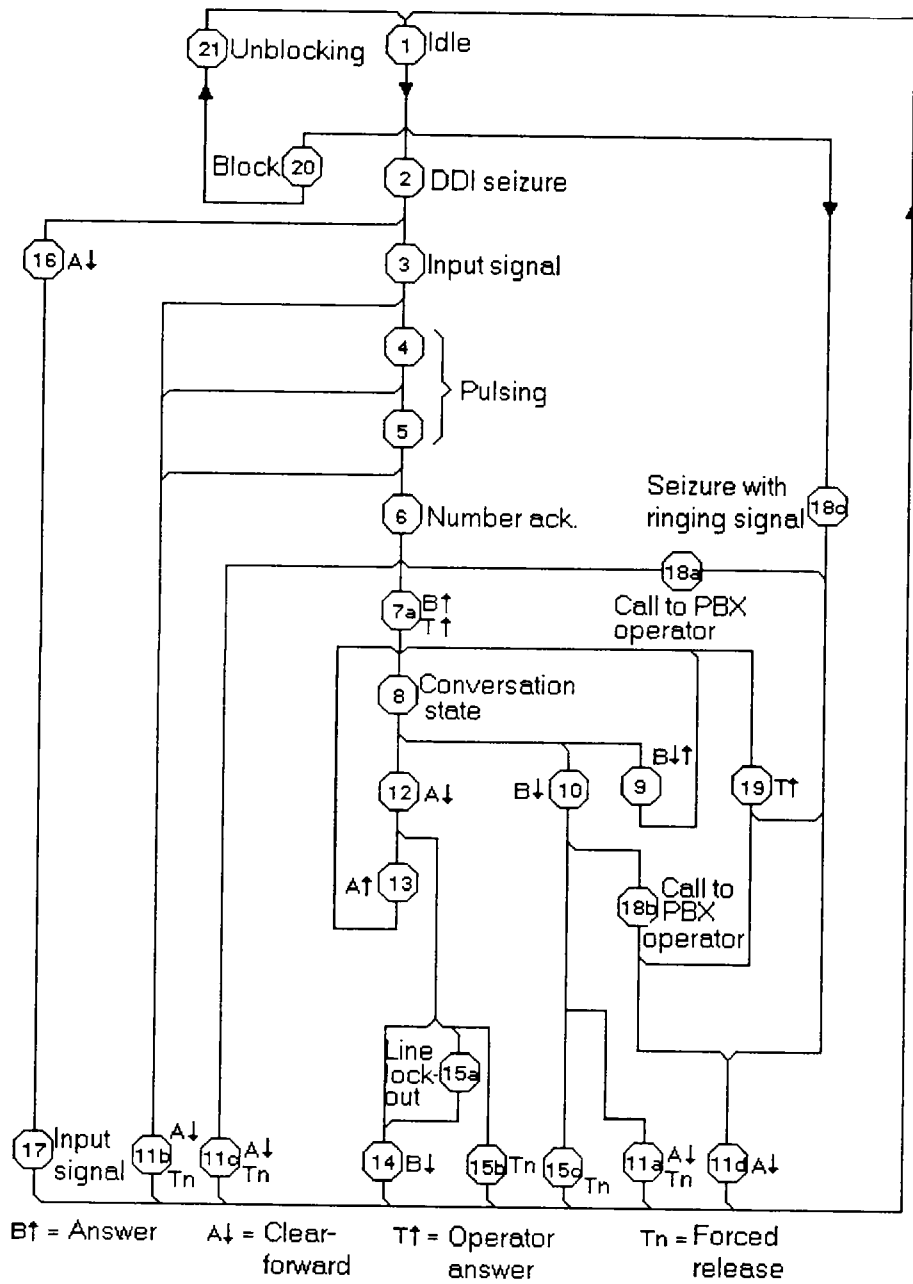 21 Unblocking
1 Idle
Block 20
2 DDI seizure
16 A↓
3 Input signal
4
Pulsing
5
6 Number ack.
Seizure with
ringing signal 18c
18a
Call to PBX
operator
7a B↑
T↑
8 Conversation
state
12 A↓
B↓ 10
9 B↓↑
19 T↑
A↑ 13
18b Call to
PBX
operator
Line
lock-
out
15a
17 Input
signal
11b A↓
Tn
11c A↓
Tn
14 B↓
15b Tn
15c Tn
11a A↓
Tn
11d A↓
B↑ = Answer
A↓ = Clear-
forward
T↑ = Operator
answer
Tn = Forced
release